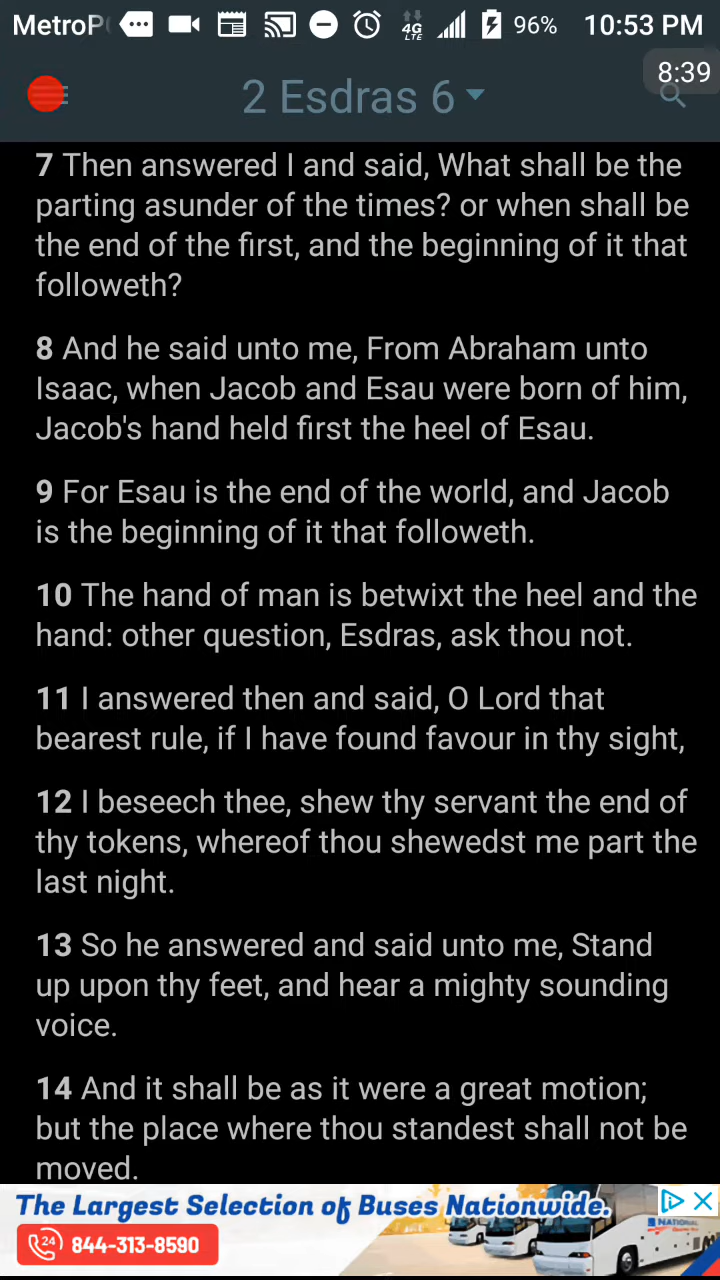 MetroP
4G
LTE
96%
10:53 PM
8:39
2 Esdras 6
7 Then answered I and said, What shall be the
parting asunder of the times? or when shall be
the end of the first, and the beginning of it that
followeth?
8 And he said unto me, From Abraham unto
Isaac, when Jacob and Esau were born of him,
Jacob's hand held first the heel of Esau.
9 For Esau is the end of the world, and Jacob
is the beginning of it that followeth.
10 The hand of man is betwixt the heel and the
hand: other question, Esdras, ask thou not.
11 I answered then and said, O Lord that
bearest rule, if I have found favour in thy sight,
12 I beseech thee, shew thy servant the end of
thy tokens, whereof thou shewedst me part the
last night.
13 So he answered and said unto me, Stand
up upon thy feet, and hear a mighty sounding
voice.
14 And it shall be as it were a great motion;
but the place where thou standest shall not be
moved.
The Largest Selection of Buses Nationwide.
24
844-313-8590
NATIONAL